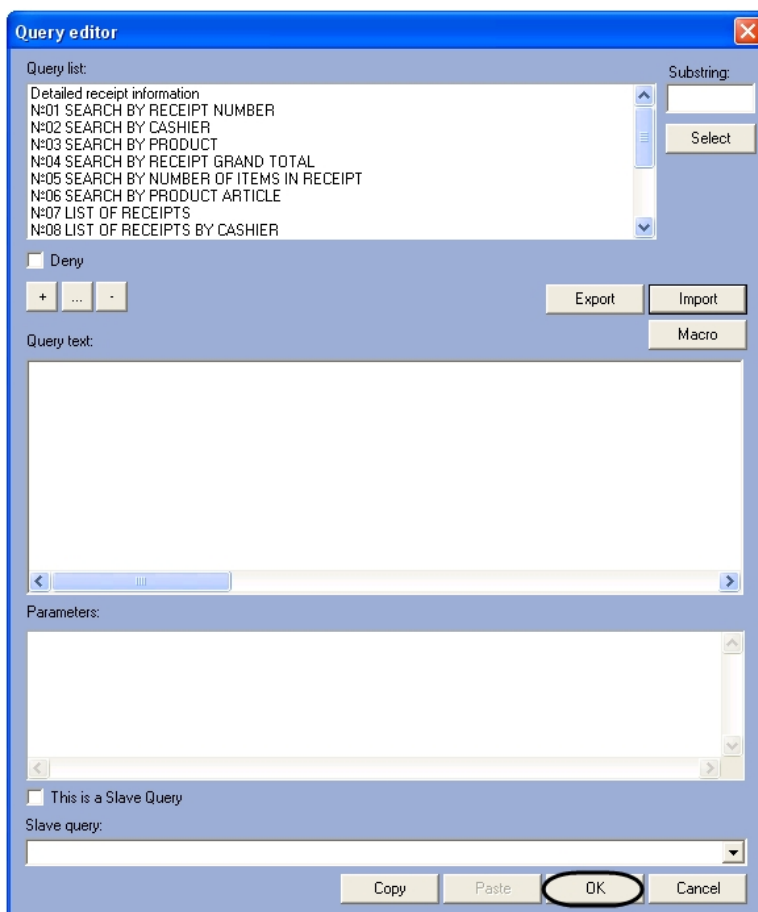 Query editor
Query list:
Substring:
Detailed receipt information
№01 SEARCH BY RECEIPT NUMBER
№02 SEARCH BY CASHIER
№03 SEARCH BY PRODUCT
№04 SEARCH BY RECEIPT GRAND TOTAL
№05 SEARCH BY NUMBER OF ITEMS IN RECEIPT
№06 SEARCH BY PRODUCT ARTICLE
№07 LIST OF RECEIPTS
№08 LIST OF RECEIPTS BY CASHIER
Select
Deny
+ ... -
Export Import
Macro
Query text:
Parameters:
This is a Slave Query
Slave query:
Copy Paste OK Cancel